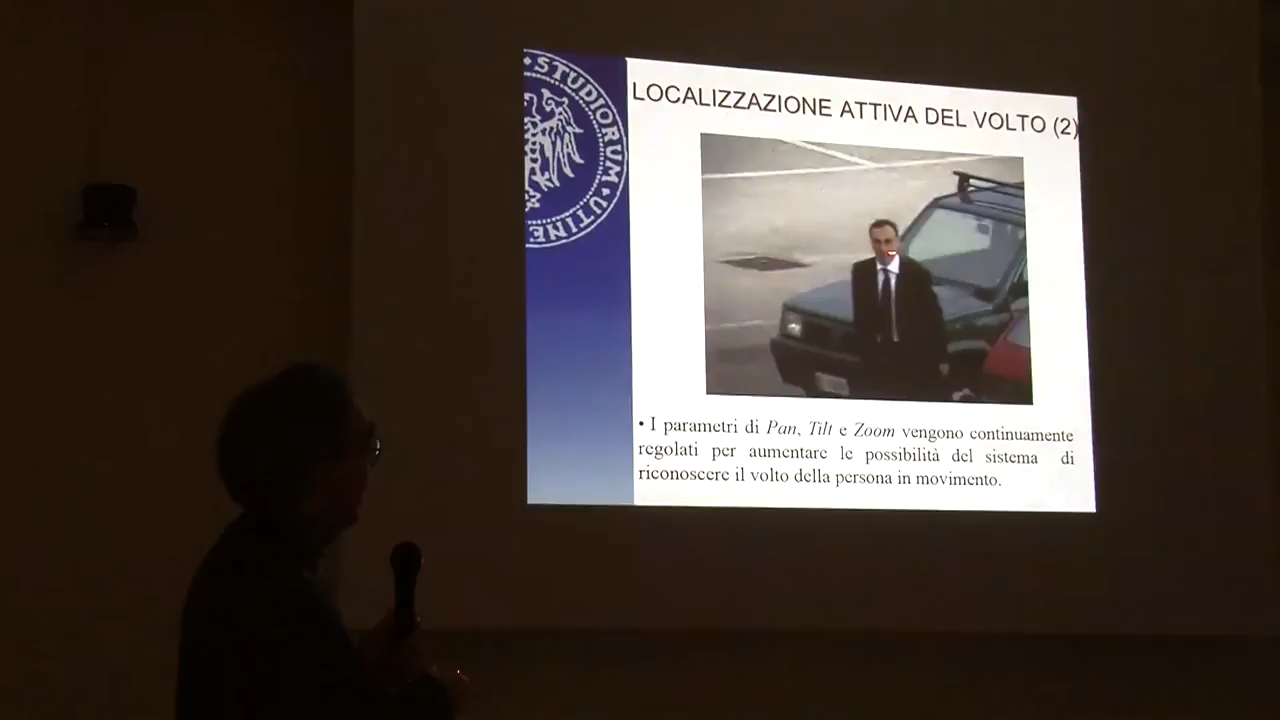 STUDIORUM • UTINE
LOCALIZZAZIONE ATTIVA DEL VOLTO (2)
• I parametri di Pan, Tilt e Zoom vengono continuamente
regolati per aumentare le possibilità del sistema di
riconoscere il volto della persona in movimento.